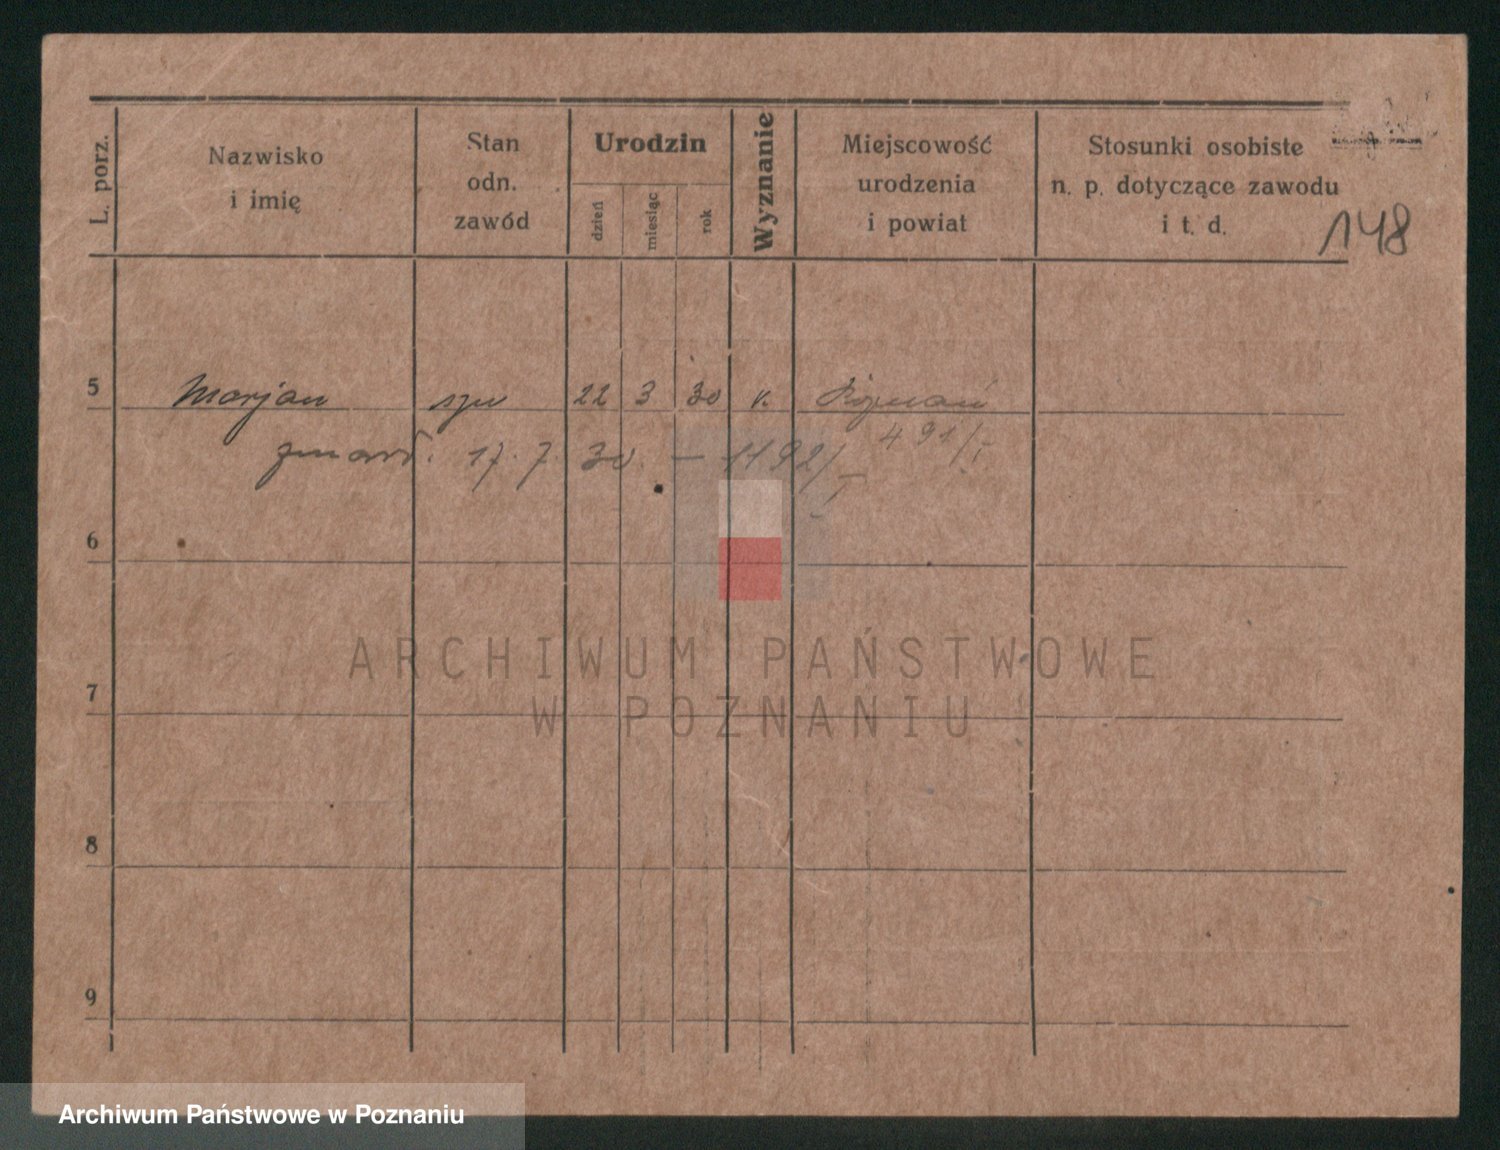 L. porz.
Nazwisko
i imię
Stan
odn.
zawód
Urodzin
dzień
miesiąc
rok
Wyznanie
Miejscowość
urodzenia
i powiat
Stosunki osobiste
n. p. dotyczące zawodu
i t. d.
148
5 Marjan syn 22 3 30 k Poznań
491/I
zmarł. 17. 7. 30. — 1192/I
6
7
8
9
ARCHIWUM PAŃSTWOWE
W POZNANIU
Archiwum Państwowe w Poznaniu